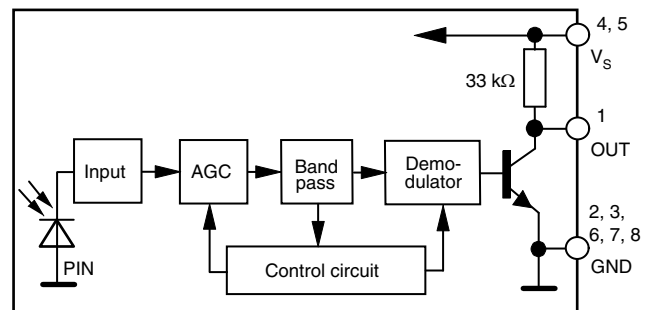 4, 5
V_S
33 kΩ
1
OUT
Input
AGC
Band
pass
Demo-
dulator
2, 3,
6, 7, 8
GND
PIN
Control circuit